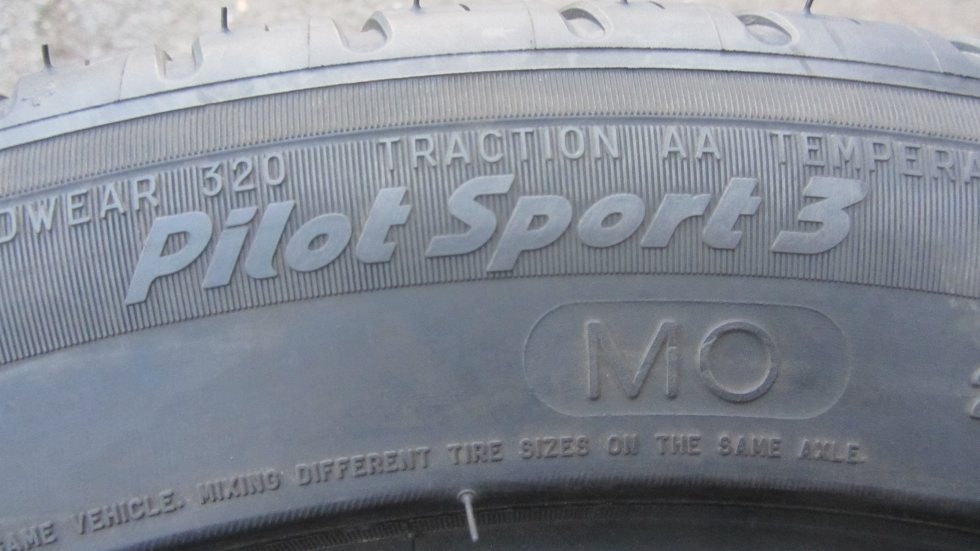 DWEAR 320 TRACTION AA TEMPERA
Pilot Sport 3
MO
SAME VEHICLE. MIXING DIFFERENT TIRE SIZES ON THE SAME AXLE